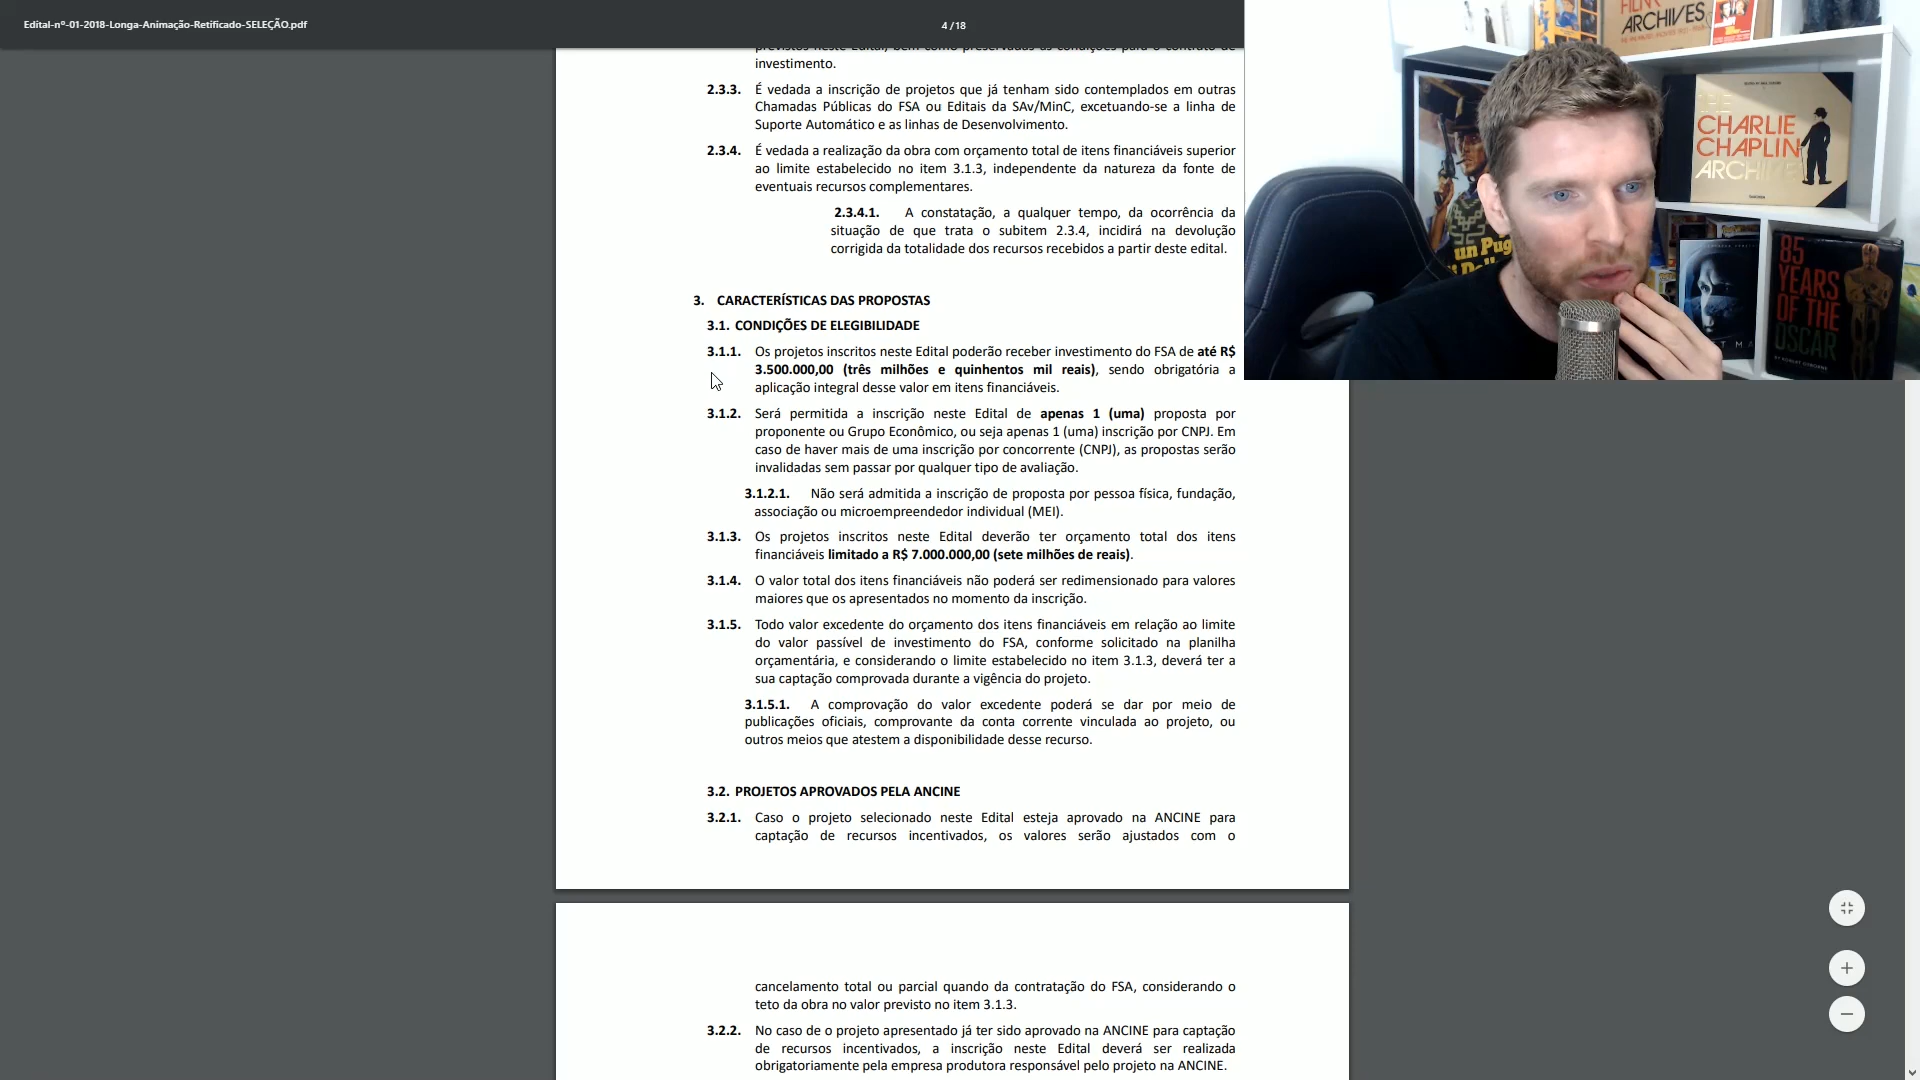 Edital-nº-01-2018-Longa-Animação-Retificado-SELEÇÃO.pdf
4 / 18
previstos neste Edital, bem como preservadas as condições para o contrato de
investimento.
2.3.3. É vedada a inscrição de projetos que já tenham sido contemplados em outras
Chamadas Públicas do FSA ou Editais da SAv/MinC, excetuando-se a linha de
Suporte Automático e as linhas de Desenvolvimento.
2.3.4. É vedada a realização da obra com orçamento total de itens financiáveis superior
ao limite estabelecido no item 3.1.3, independente da natureza da fonte de
eventuais recursos complementares.
2.3.4.1. A constatação, a qualquer tempo, da ocorrência da
situação de que trata o subitem 2.3.4, incidirá na devolução
corrigida da totalidade dos recursos recebidos a partir deste edital.
3. CARACTERÍSTICAS DAS PROPOSTAS
3.1. CONDIÇÕES DE ELEGIBILIDADE
3.1.1. Os projetos inscritos neste Edital poderão receber investimento do FSA de até R$
3.500.000,00 (três milhões e quinhentos mil reais), sendo obrigatória a
aplicação integral desse valor em itens financiáveis.
3.1.2. Será permitida a inscrição neste Edital de apenas 1 (uma) proposta por
proponente ou Grupo Econômico, ou seja apenas 1 (uma) inscrição por CNPJ. Em
caso de haver mais de uma inscrição por concorrente (CNPJ), as propostas serão
invalidadas sem passar por qualquer tipo de avaliação.
3.1.2.1. Não será admitida a inscrição de proposta por pessoa física, fundação,
associação ou microempreendedor individual (MEI).
3.1.3. Os projetos inscritos neste Edital deverão ter orçamento total dos itens
financiáveis limitado a R$ 7.000.000,00 (sete milhões de reais).
3.1.4. O valor total dos itens financiáveis não poderá ser redimensionado para valores
maiores que os apresentados no momento da inscrição.
3.1.5. Todo valor excedente do orçamento dos itens financiáveis em relação ao limite
do valor passível de investimento do FSA, conforme solicitado na planilha
orçamentária, e considerando o limite estabelecido no item 3.1.3, deverá ter a
sua captação comprovada durante a vigência do projeto.
3.1.5.1. A comprovação do valor excedente poderá se dar por meio de
publicações oficiais, comprovante da conta corrente vinculada ao projeto, ou
outros meios que atestem a disponibilidade desse recurso.
3.2. PROJETOS APROVADOS PELA ANCINE
3.2.1. Caso o projeto selecionado neste Edital esteja aprovado na ANCINE para
captação de recursos incentivados, os valores serão ajustados com o
cancelamento total ou parcial quando da contratação do FSA, considerando o
teto da obra no valor previsto no item 3.1.3.
3.2.2. No caso de o projeto apresentado já ter sido aprovado na ANCINE para captação
de recursos incentivados, a inscrição neste Edital deverá ser realizada
obrigatoriamente pela empresa produtora responsável pelo projeto na ANCINE.
ARCHIVES
THE
CHARLIE
CHAPLIN
85
YEARS
OF THE
OSCAR